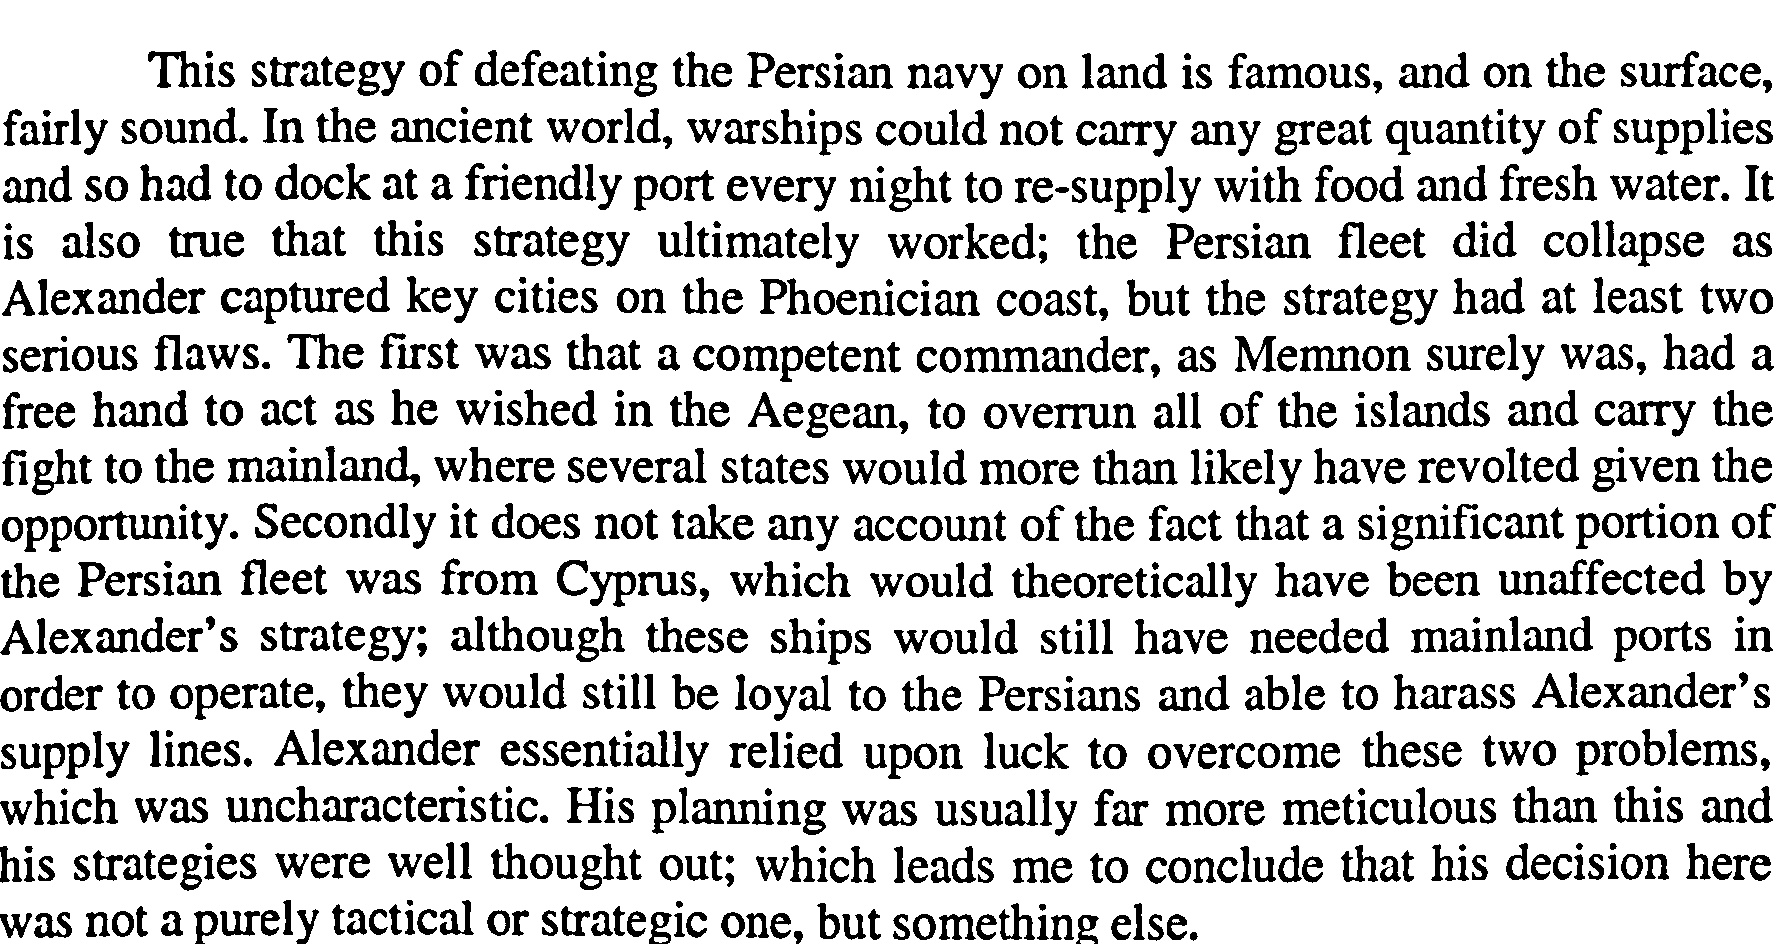 This strategy of defeating the Persian navy on land is famous, and on the surface,
fairly sound. In the ancient world, warships could not carry any great quantity of supplies
and so had to dock at a friendly port every night to re-supply with food and fresh water. It
is also true that this strategy ultimately worked; the Persian fleet did collapse as
Alexander captured key cities on the Phoenician coast, but the strategy had at least two
serious flaws. The first was that a competent commander, as Memnon surely was, had a
free hand to act as he wished in the Aegean, to overrun all of the islands and carry the
fight to the mainland, where several states would more than likely have revolted given the
opportunity. Secondly it does not take any account of the fact that a significant portion of
the Persian fleet was from Cyprus, which would theoretically have been unaffected by
Alexander's strategy; although these ships would still have needed mainland ports in
order to operate, they would still be loyal to the Persians and able to harass Alexander's
supply lines. Alexander essentially relied upon luck to overcome these two problems,
which was uncharacteristic. His planning was usually far more meticulous than this and
his strategies were well thought out; which leads me to conclude that his decision here
was not a purely tactical or strategic one, but something else.